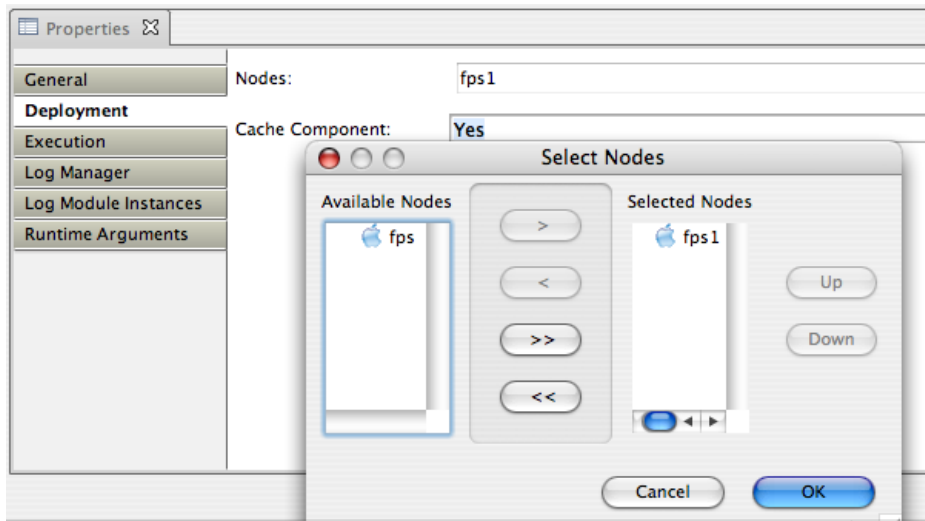 Properties
General
Nodes:
fps1
Deployment
Cache Component:
Yes
Execution
Log Manager
Log Module Instances
Runtime Arguments
Select Nodes
Available Nodes
Selected Nodes
fps
fps1
>
<
>>
<<
Up
Down
Cancel
OK